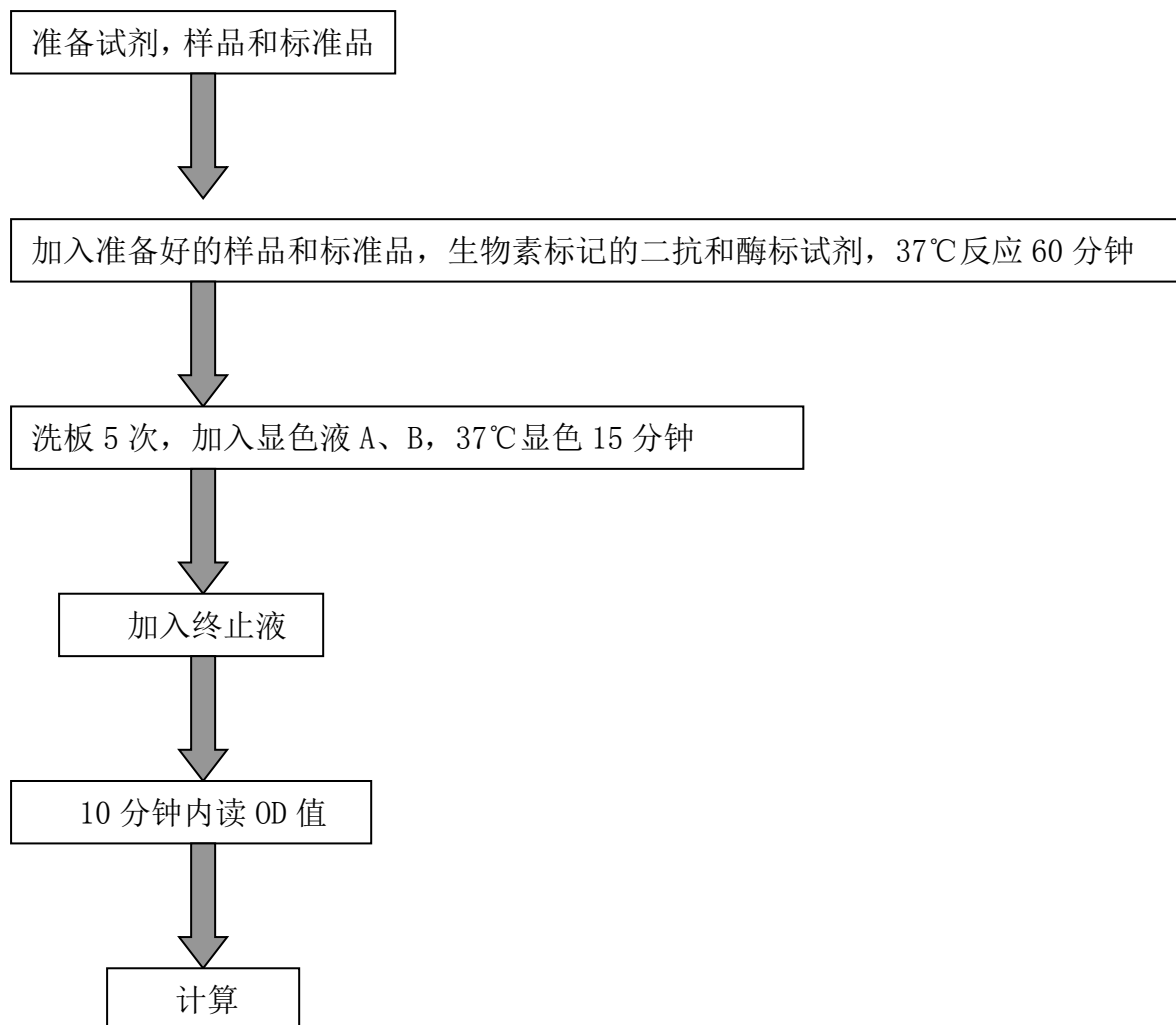 准备试剂，样品和标准品
加入准备好的样品和标准品，生物素标记的二抗和酶标试剂，37℃反应 60 分钟
洗板 5 次，加入显色液 A、B，37℃显色 15 分钟
加入终止液
10 分钟内读 OD 值
计算